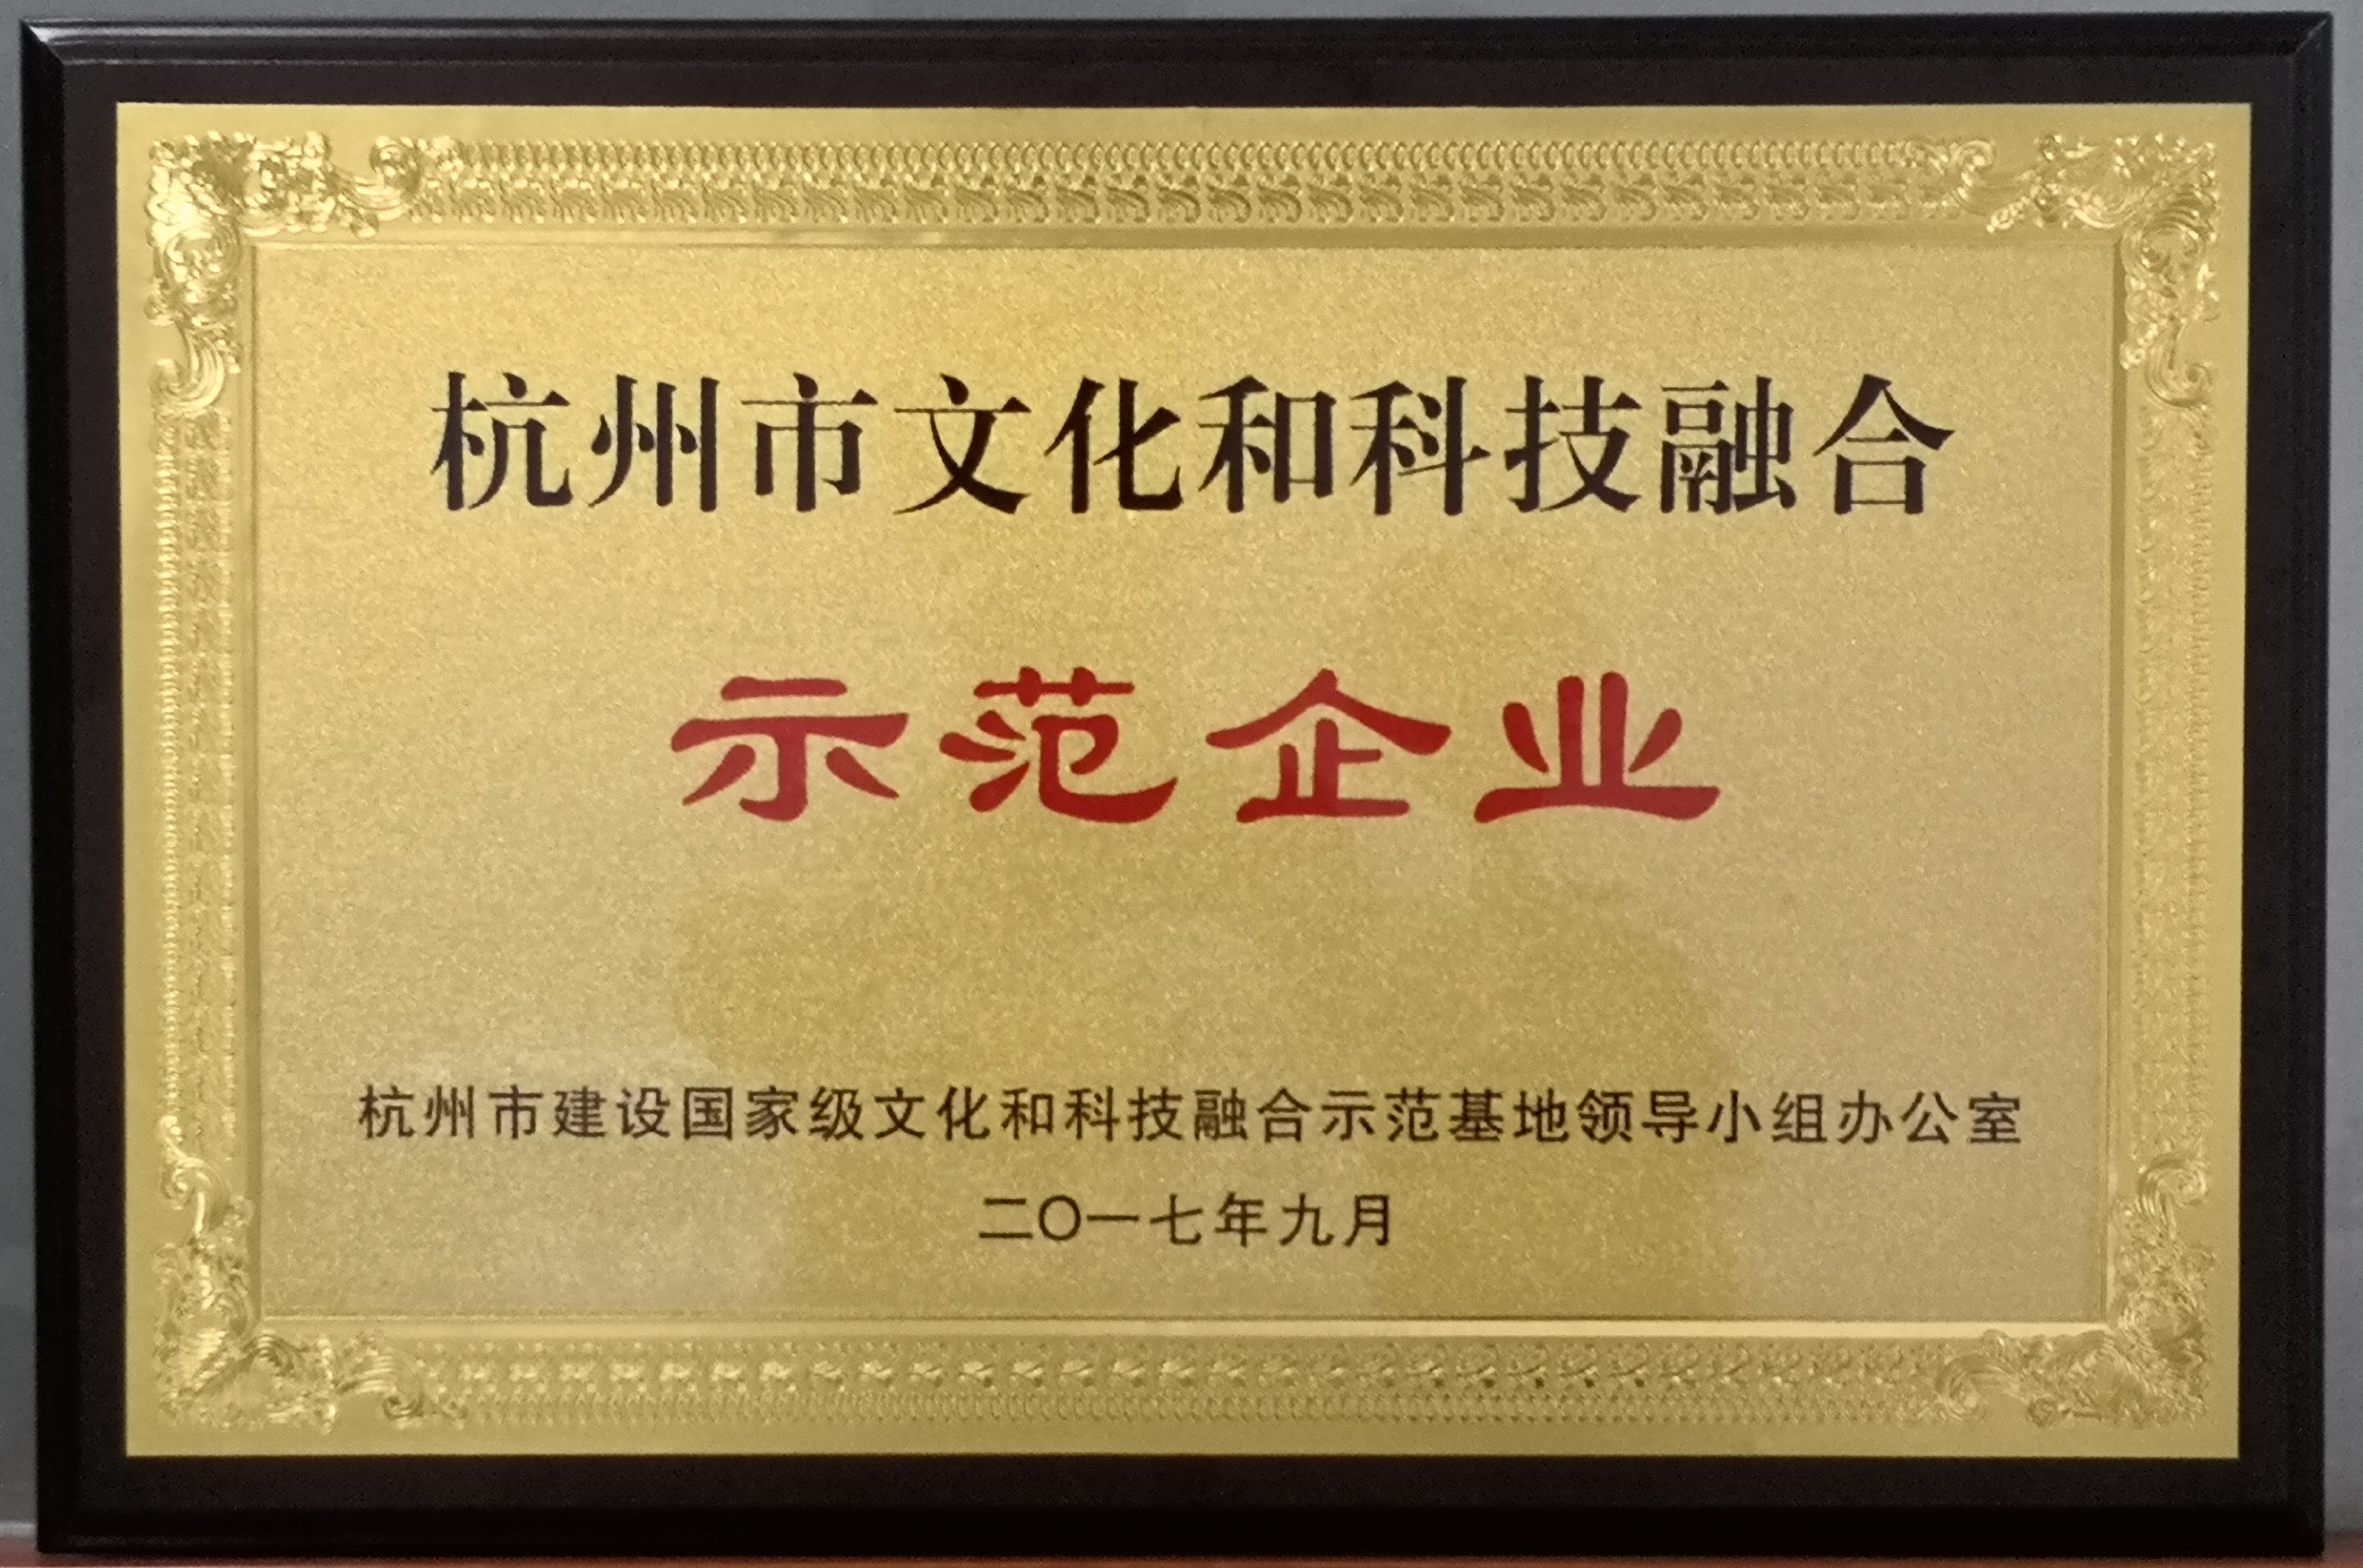 杭州市文化和科技融合
示范企业
杭州市建设国家级文化和科技融合示范基地领导小组办公室
二〇一七年九月